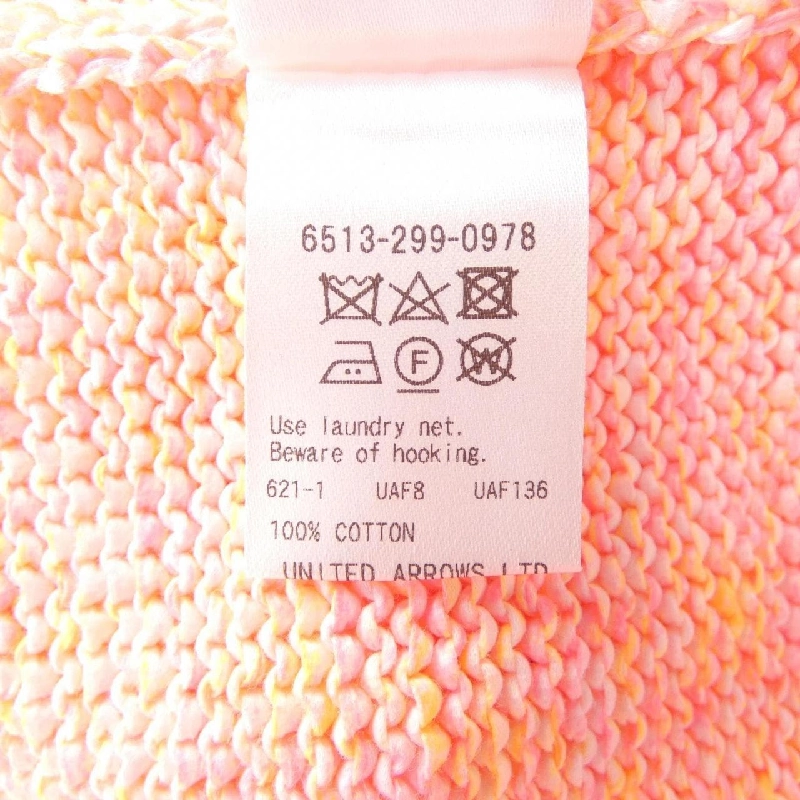 6513-299-0978
F W
Use laundry net.
Beware of hooking.
621-1 UAF8 UAF136
100% COTTON
UNITED ARROWS LTD